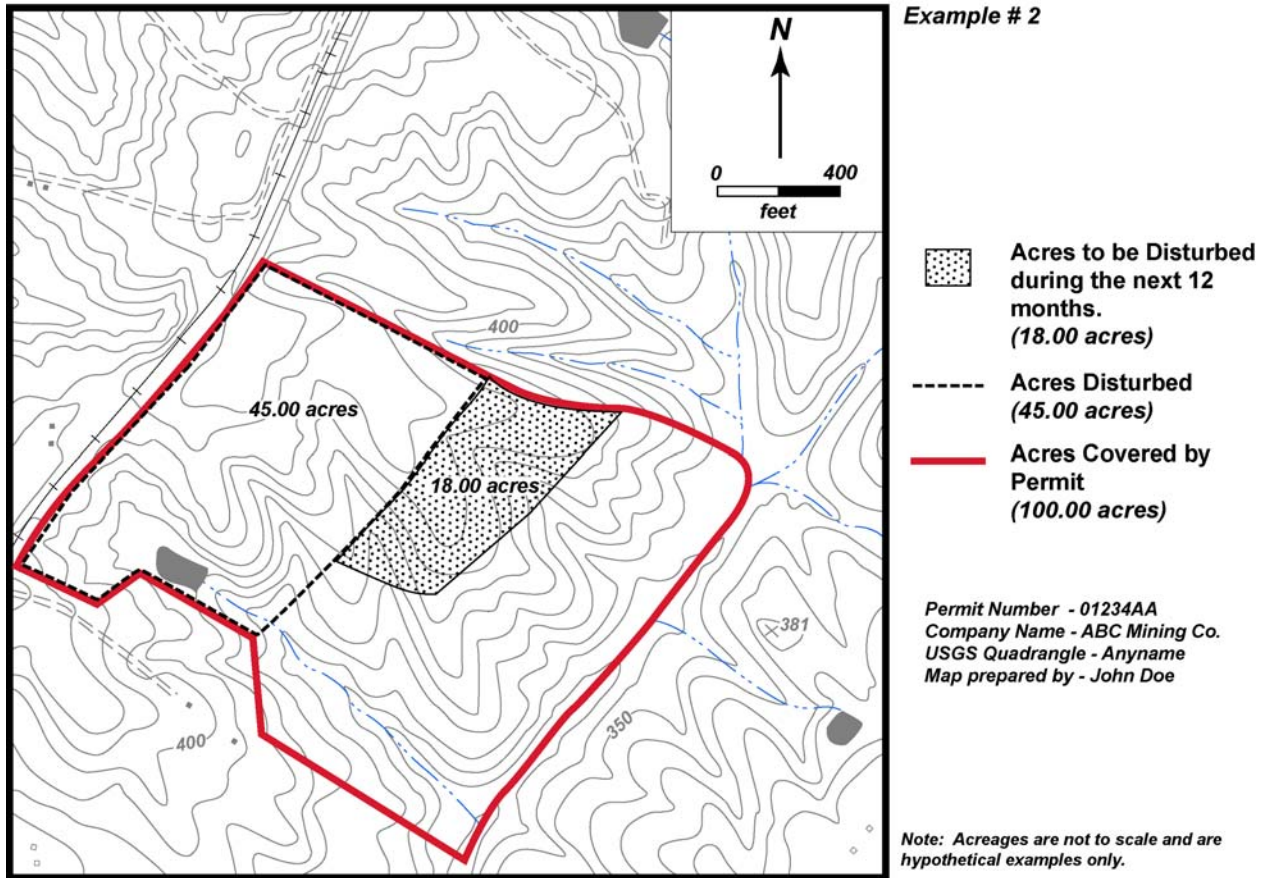 Example # 2
N
0 400
feet
400
45.00 acres
18.00 acres
381
350
400
Acres to be Disturbed
during the next 12
months.
(18.00 acres)
Acres Disturbed
(45.00 acres)
Acres Covered by
Permit
(100.00 acres)
Permit Number - 01234AA
Company Name - ABC Mining Co.
USGS Quadrangle - Anyname
Map prepared by - John Doe
Note: Acreages are not to scale and are
hypothetical examples only.